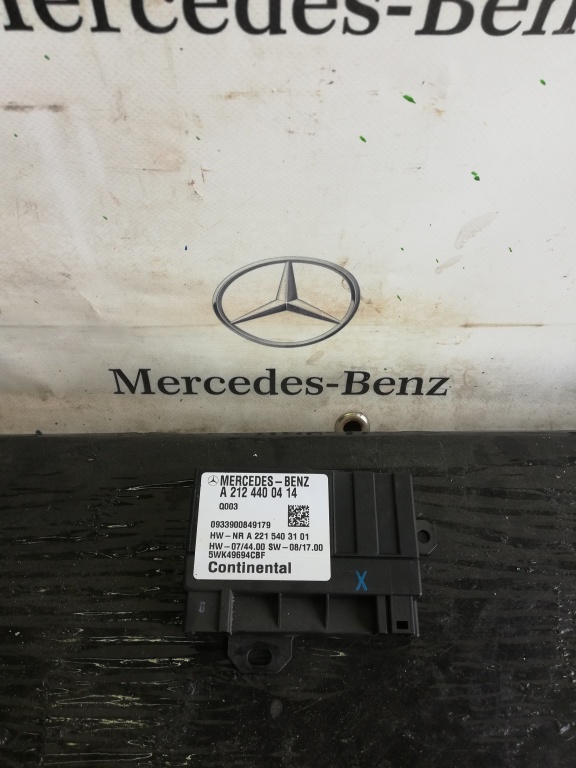 Mercedes-Benz
Mercedes-Benz
MERCEDES-BENZ
A 212 440 04 14
Q003
0933900849179
HW-NR A 221 540 31 01
HW-07/44.00 SW-08/17.00
5WK49694CBF
Continental
X